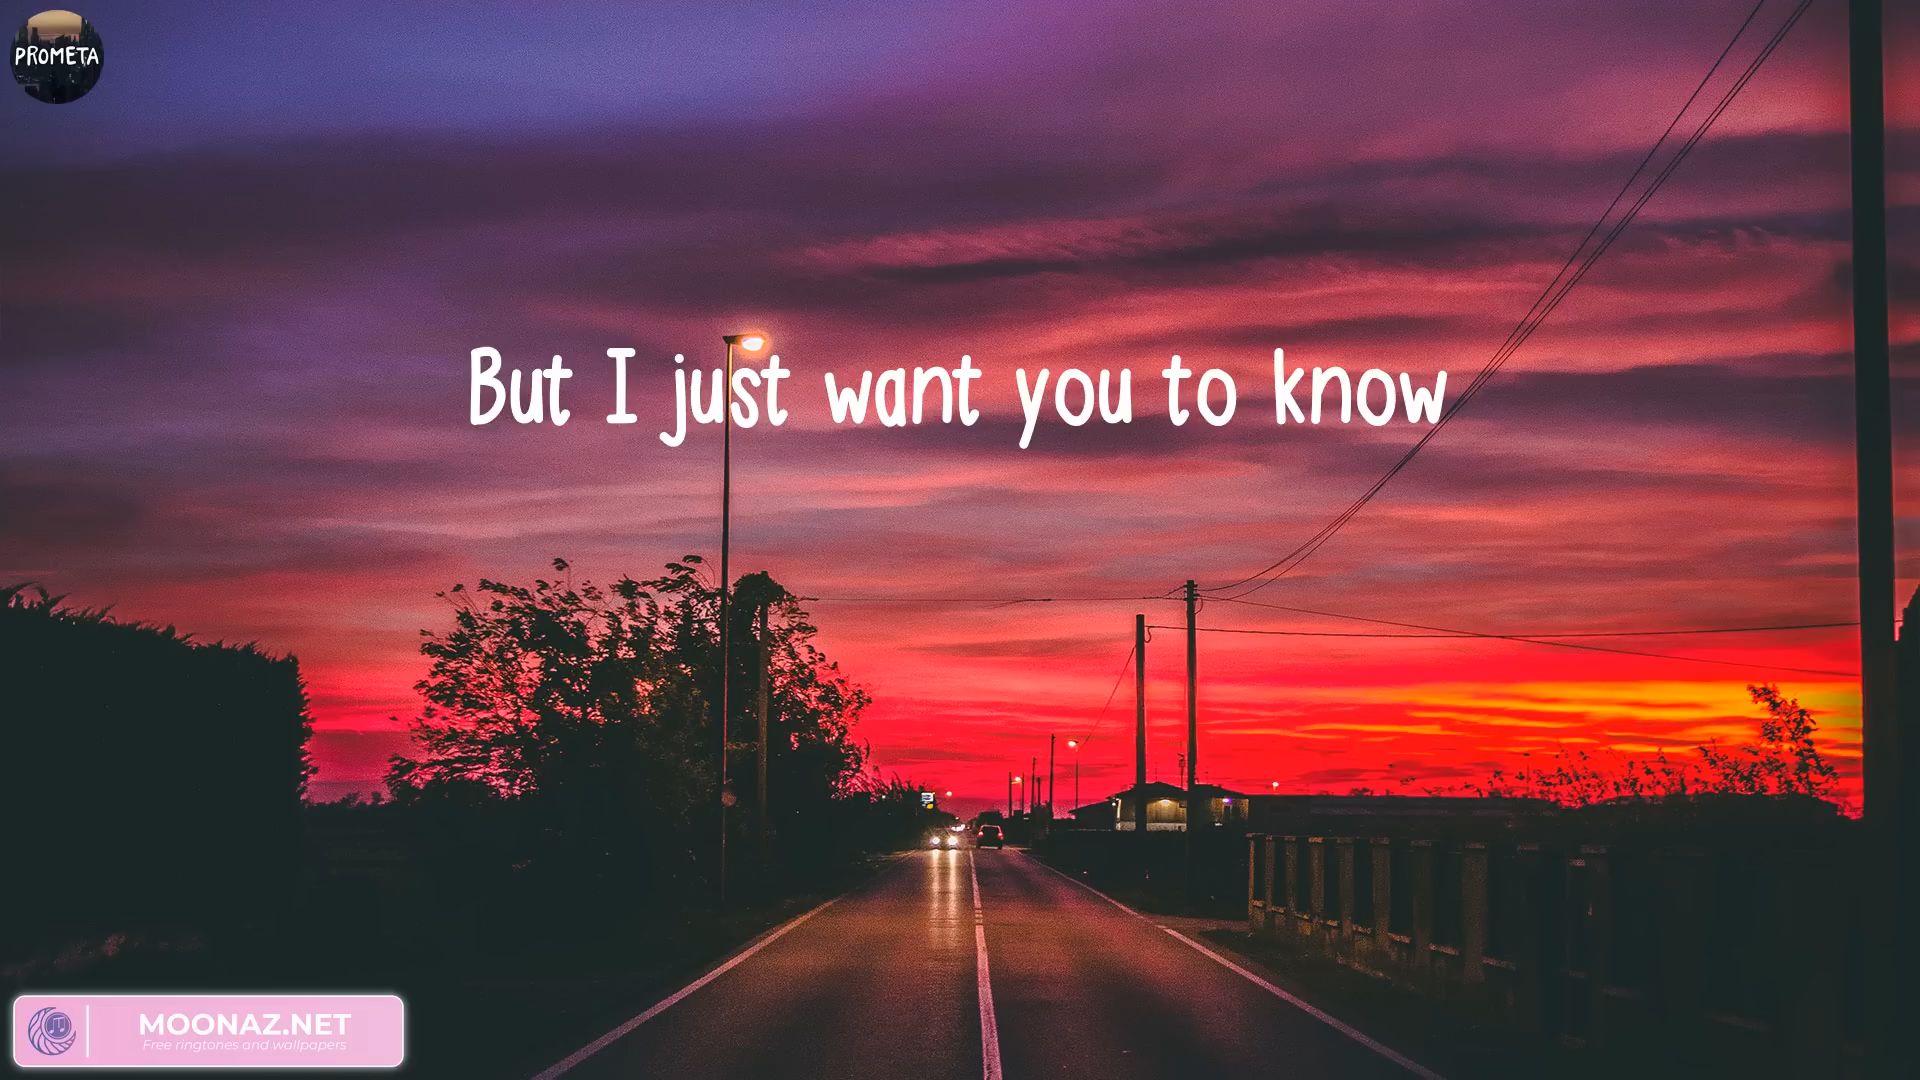 PROMETA
But I just want you to know
MOONAZ.NET
Free ringtones and wallpapers